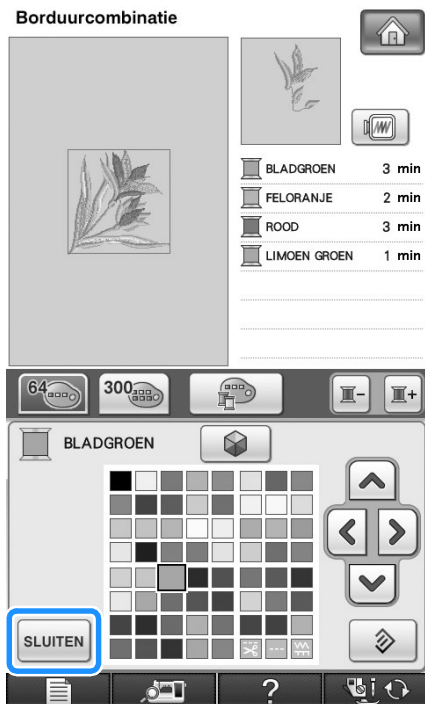 Borduurcombinatie
BLADGROEN 3 min
FELORANJE 2 min
ROOD 3 min
LIMOEN GROEN 1 min
64 300
BLADGROEN
SLUITEN
?